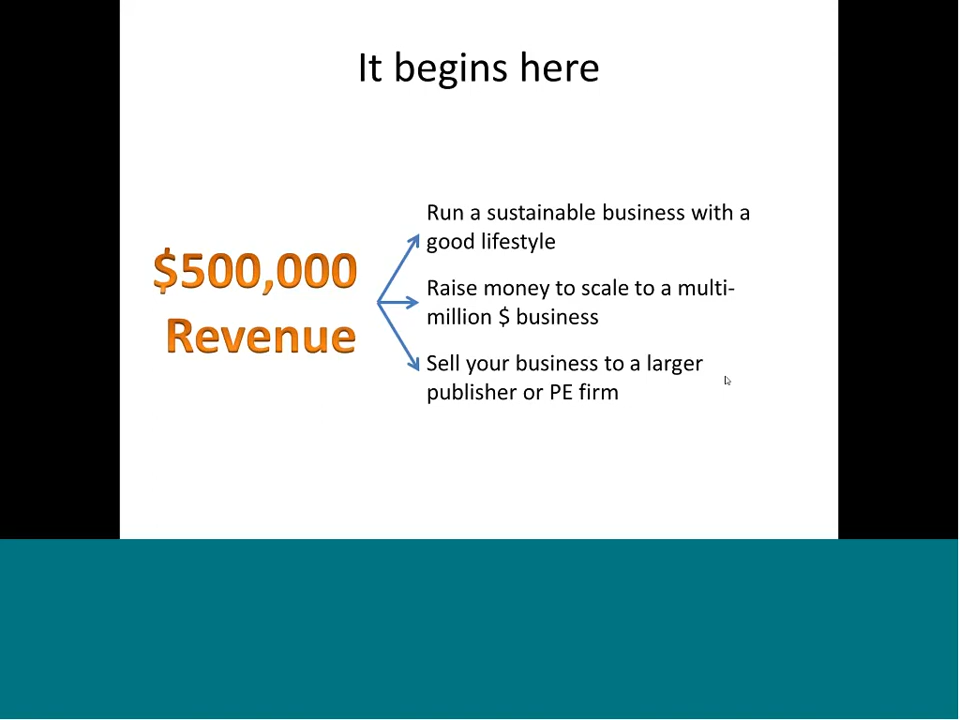 It begins here
$500,000
Revenue
Run a sustainable business with a
good lifestyle
Raise money to scale to a multi-
million $ business
Sell your business to a larger
publisher or PE firm